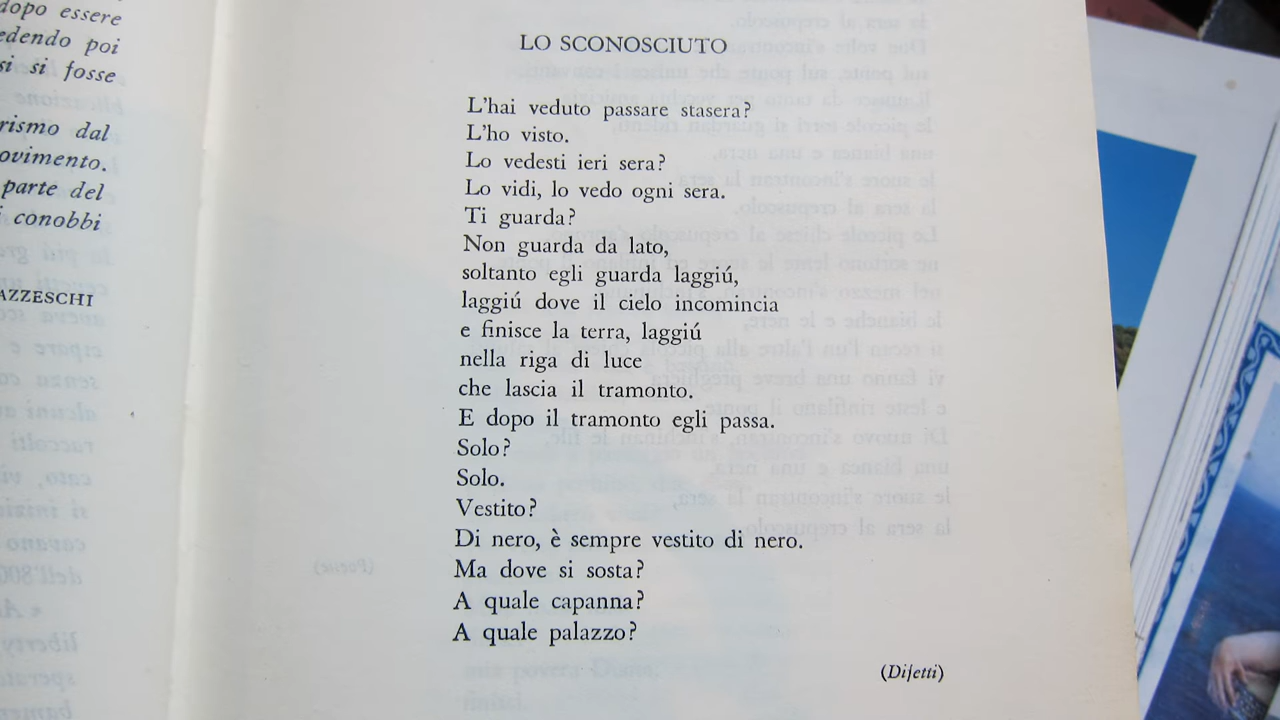 dopo essere
edendo poi
si si fosse
rismo dal
ovimento.
parte del
i conobbi
AZZESCHI
LO SCONOSCIUTO
L'hai veduto passare stasera?
L'ho visto.
Lo vedesti ieri sera?
Lo vidi, lo vedo ogni sera.
Ti guarda?
Non guarda da lato,
soltanto egli guarda laggiú,
laggiú dove il cielo incomincia
e finisce la terra, laggiú
nella riga di luce
che lascia il tramonto.
E dopo il tramonto egli passa.
Solo?
Solo.
Vestito?
Di nero, è sempre vestito di nero.
Ma dove si sosta?
A quale capanna?
A quale palazzo?
(Difetti)